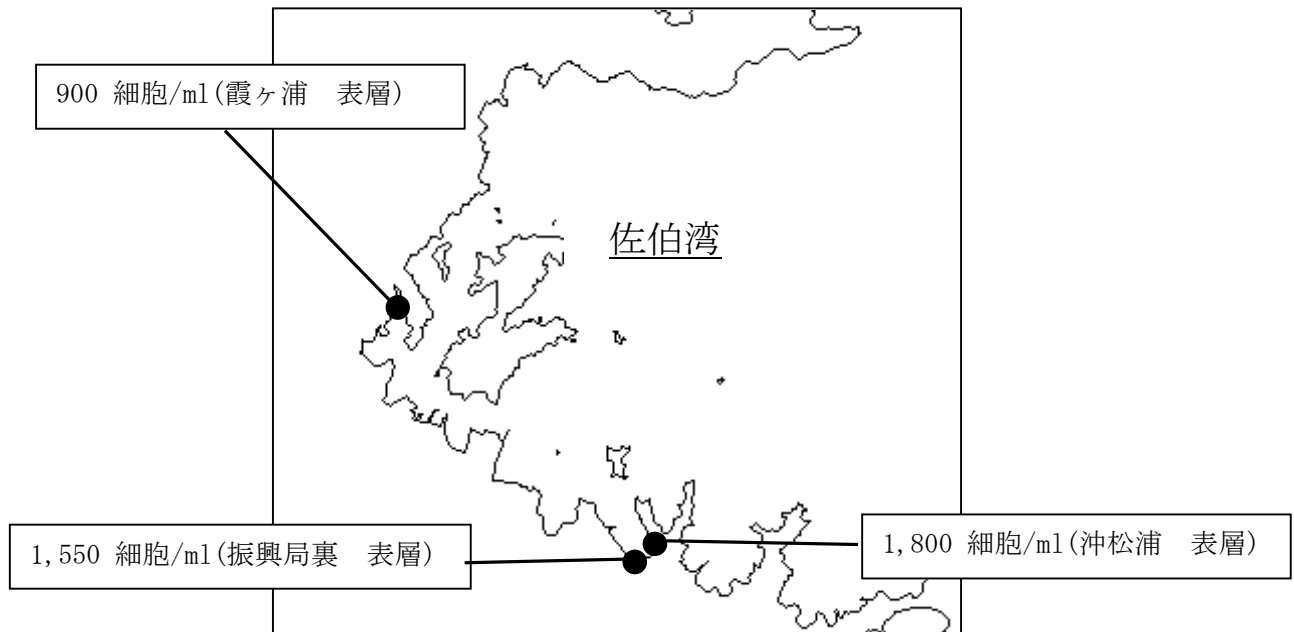 900 細胞/ml(霞ヶ浦　表層)
佐伯湾
1,550 細胞/ml(振興局裏　表層)
1,800 細胞/ml(沖松浦　表層)